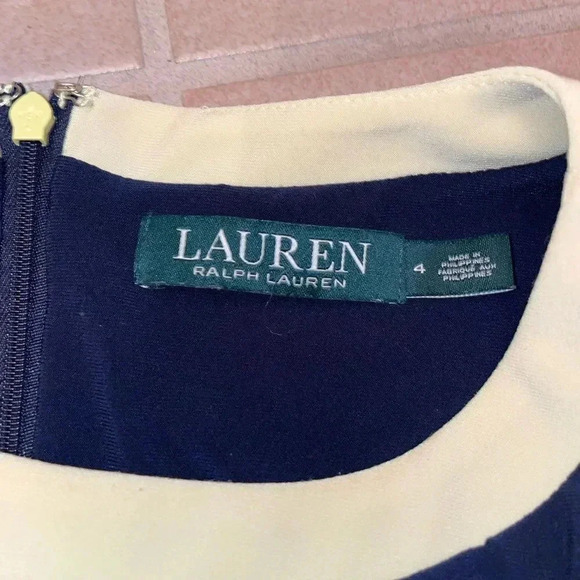 LAUREN
RALPH LAUREN
4
MADE IN
PHILIPPINES
FABRIQUÉ AUX
PHILIPPINES